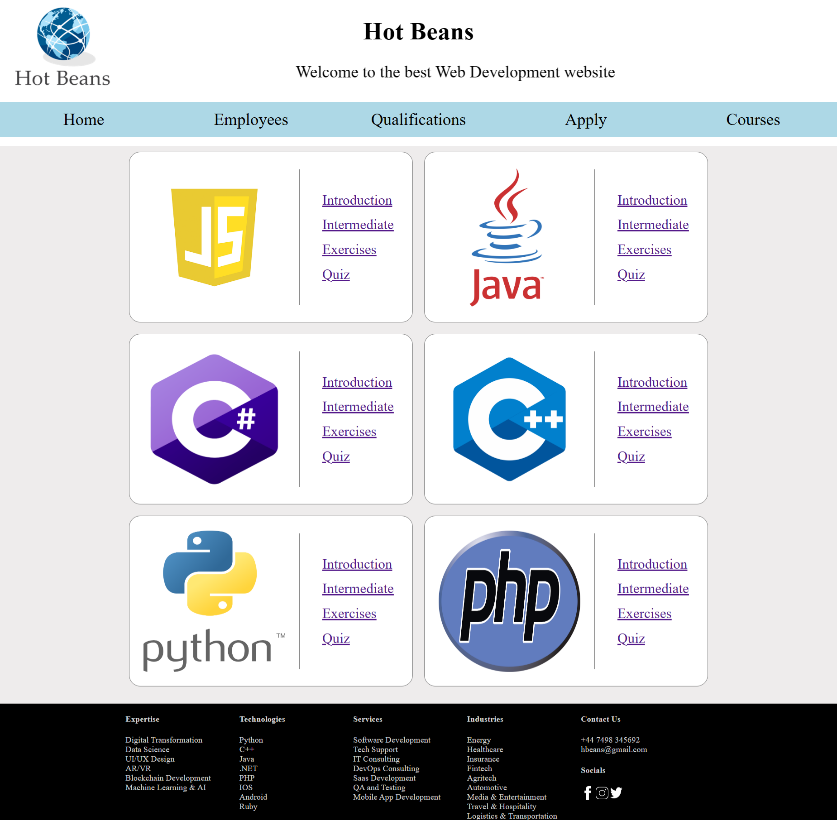 Hot Beans
Hot Beans
Welcome to the best Web Development website
Home Employees Qualifications Apply Courses
JS
Introduction
Intermediate
Exercises
Quiz
Java
Introduction
Intermediate
Exercises
Quiz
C#
Introduction
Intermediate
Exercises
Quiz
C++
Introduction
Intermediate
Exercises
Quiz
python™
Introduction
Intermediate
Exercises
Quiz
php
Introduction
Intermediate
Exercises
Quiz
Expertise
Digital Transformation
Data Science
UI/UX Design
AR/VR
Blockchain Development
Machine Learning & AI
Technologies
Python
C++
Java
.NET
PHP
IOS
Android
Ruby
Services
Software Development
Tech Support
IT Consulting
DevOps Consulting
Saas Development
QA and Testing
Mobile App Development
Industries
Energy
Healthcare
Insurance
Fintech
Agritech
Automotive
Media & Entertainment
Travel & Hospitality
Logistics & Transportation
Contact Us
+44 7498 345692
hbeans@gmail.com
Socials